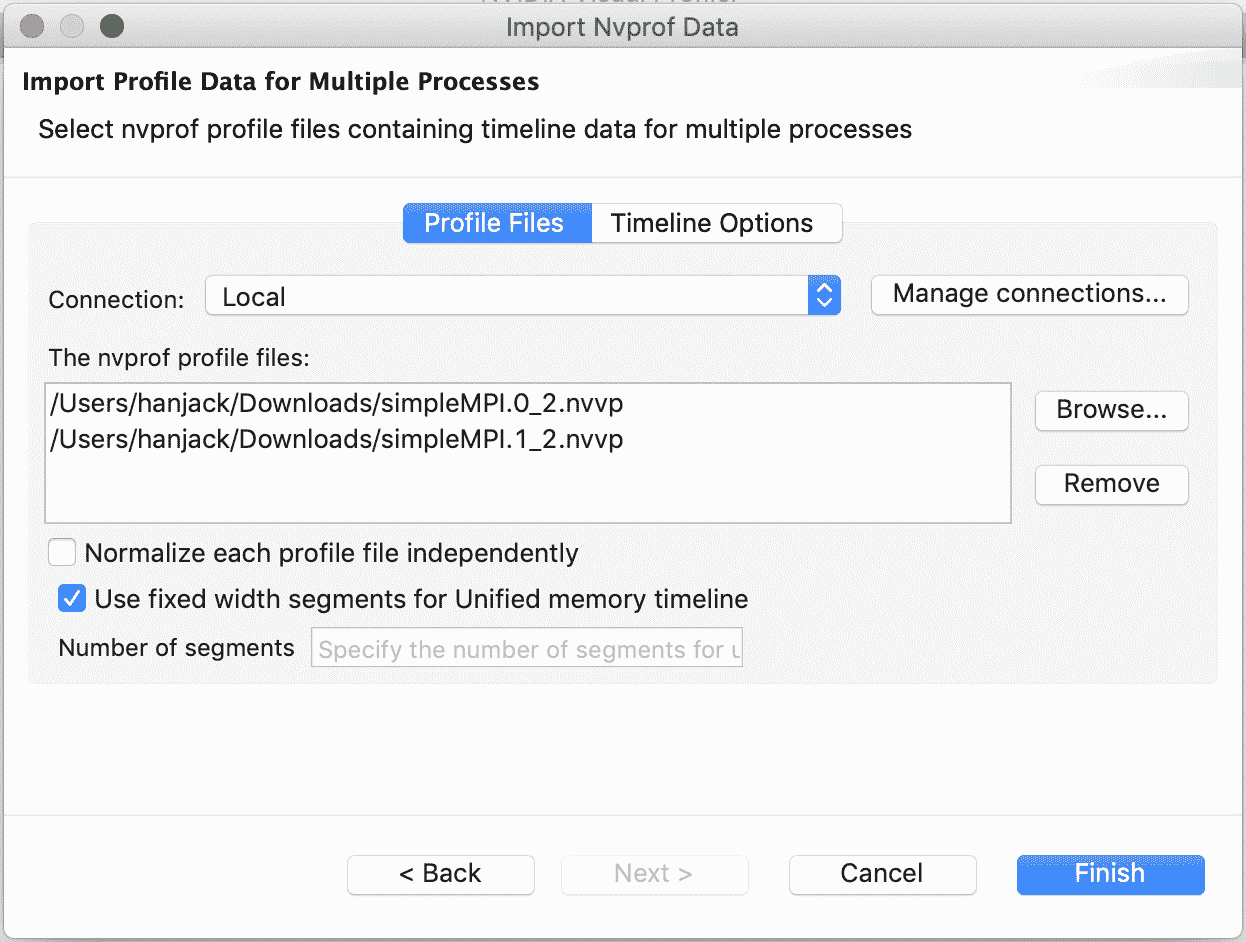 Import Nvprof Data
Import Profile Data for Multiple Processes
Select nvprof profile files containing timeline data for multiple processes
Profile Files Timeline Options
Connection: Local Manage connections...
The nvprof profile files:
/Users/hanjack/Downloads/simpleMPI.0_2.nvvp
Browse...
/Users/hanjack/Downloads/simpleMPI.1_2.nvvp
Remove
Normalize each profile file independently
Use fixed width segments for Unified memory timeline
Number of segments Specify the number of segments for u
< Back Next > Cancel Finish